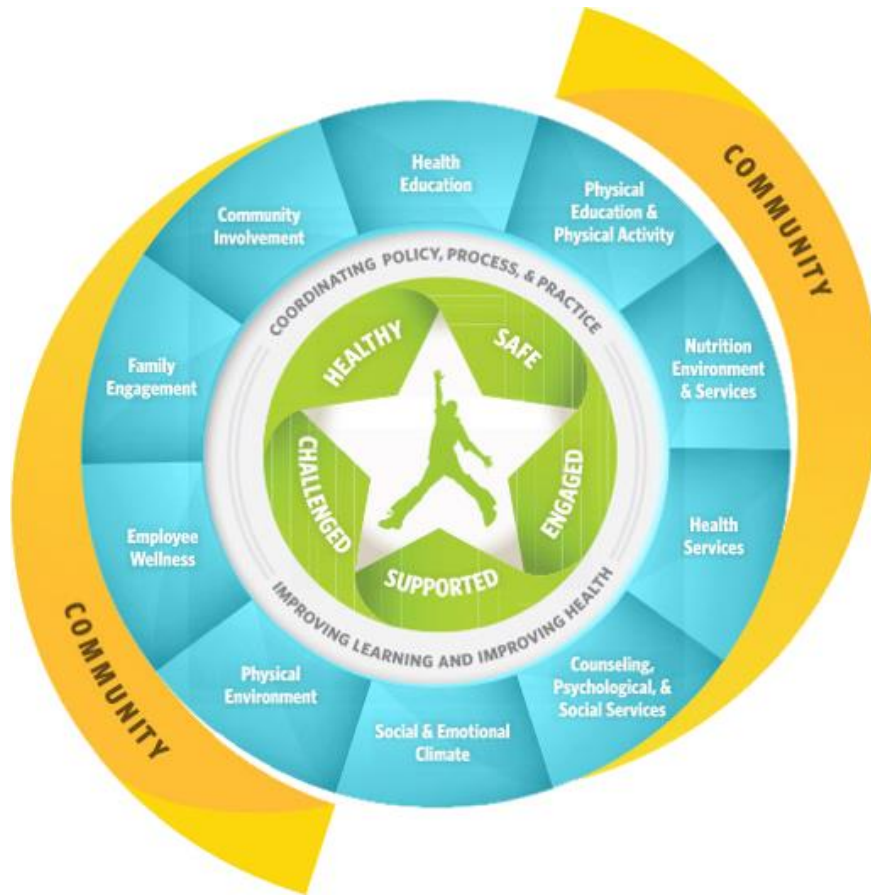 COMMUNITY
Health
Education
Physical
Education &
Physical Activity
Nutrition
Environment
& Services
Health
Services
Counseling,
Psychological, &
Social Services
Social & Emotional
Climate
Physical
Environment
Employee
Wellness
Family
Engagement
Community
Involvement
COORDINATING POLICY, PROCESS, & PRACTICE
IMPROVING LEARNING AND IMPROVING HEALTH
HEALTHY
SAFE
ENGAGED
SUPPORTED
CHALLENGED
COMMUNITY